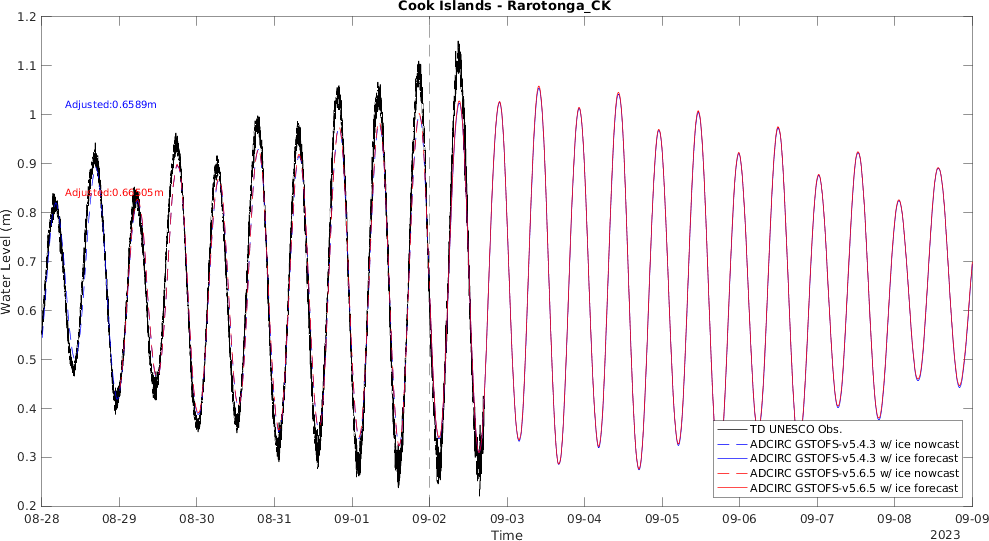 Cook Islands - Rarotonga_CK
1.2
1.1
1
0.9
0.8
0.7
0.6
0.5
0.4
0.3
0.2
Water Level (m)
Adjusted:0.6589m
Adjusted:0.66605m
TD UNESCO Obs.
ADCIRC GSTOFS-v5.4.3 w/ ice nowcast
ADCIRC GSTOFS-v5.4.3 w/ ice forecast
ADCIRC GSTOFS-v5.6.5 w/ ice nowcast
ADCIRC GSTOFS-v5.6.5 w/ ice forecast
08-28 08-29 08-30 08-31 09-01 09-02 09-03 09-04 09-05 09-06 09-07 09-08 09-09
Time
2023